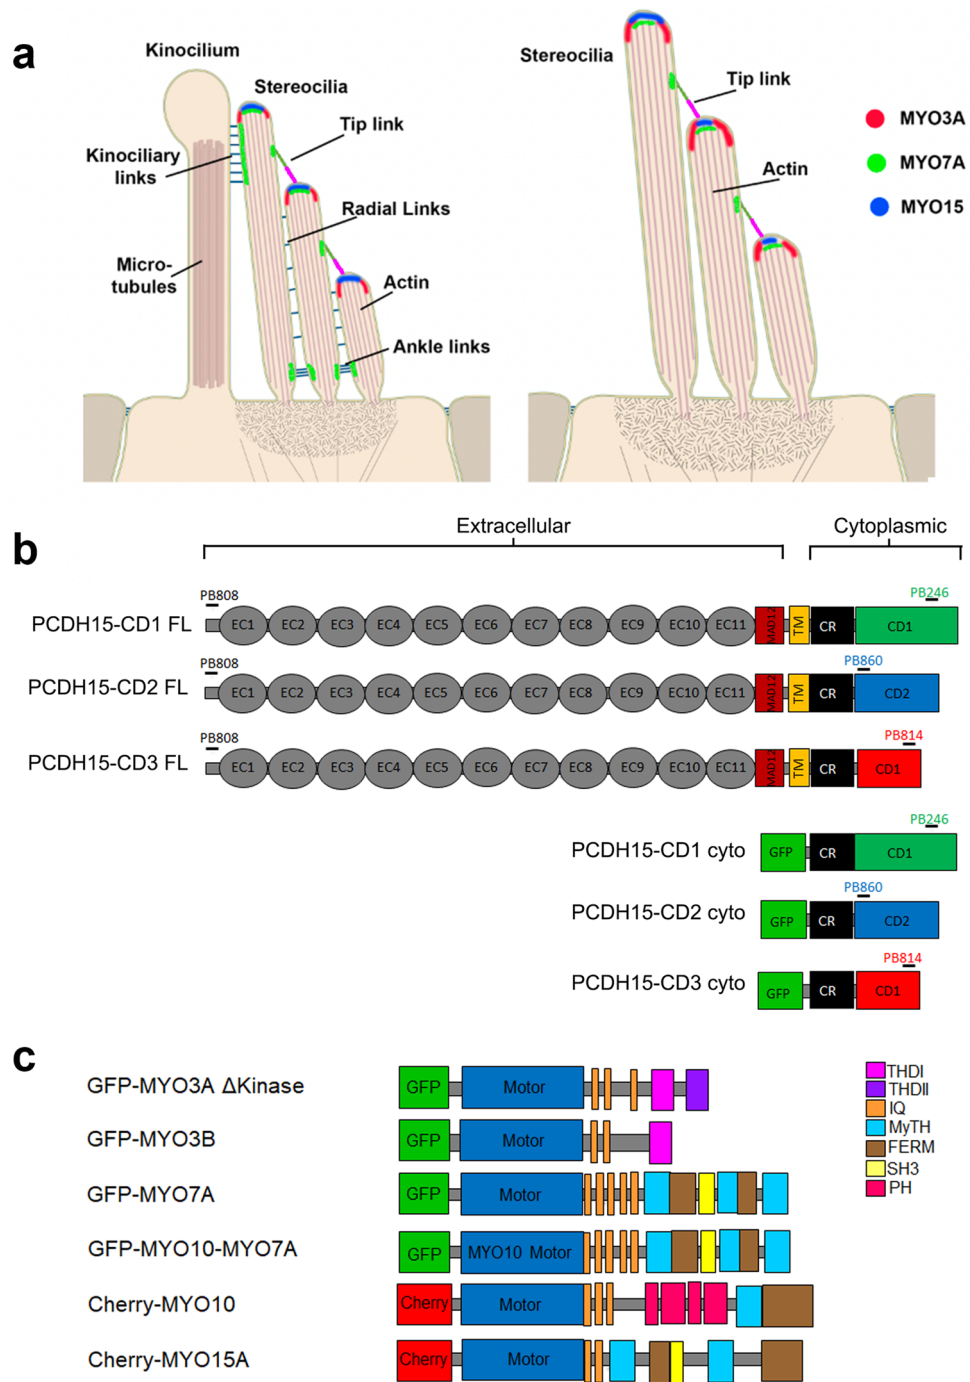 a
Kinocilium
Stereocilia
Tip link
Kinociliary
links
Radial Links
Micro-
tubules
Actin
Ankle links
Stereocilia
Tip link
Actin
MYO3A
MYO7A
MYO15
b
Extracellular
Cytoplasmic
PB808
PB246
PCDH15-CD1 FL
EC1 EC2 EC3 EC4 EC5 EC6 EC7 EC8 EC9 EC10 EC11 MAD12 TM CR CD1
PB808
PB860
PCDH15-CD2 FL
EC1 EC2 EC3 EC4 EC5 EC6 EC7 EC8 EC9 EC10 EC11 MAD12 TM CR CD2
PB808
PB814
PCDH15-CD3 FL
EC1 EC2 EC3 EC4 EC5 EC6 EC7 EC8 EC9 EC10 EC11 MAD12 TM CR CD1
PB246
PCDH15-CD1 cyto GFP CR CD1
PB860
PCDH15-CD2 cyto GFP CR CD2
PB814
PCDH15-CD3 cyto GFP CR CD1
c
GFP-MYO3A ΔKinase GFP Motor
GFP-MYO3B GFP Motor
GFP-MYO7A GFP Motor
GFP-MYO10-MYO7A GFP MYO10 Motor
Cherry-MYO10 Cherry Motor
Cherry-MYO15A Cherry Motor
THDI
THDII
IQ
MyTH
FERM
SH3
PH